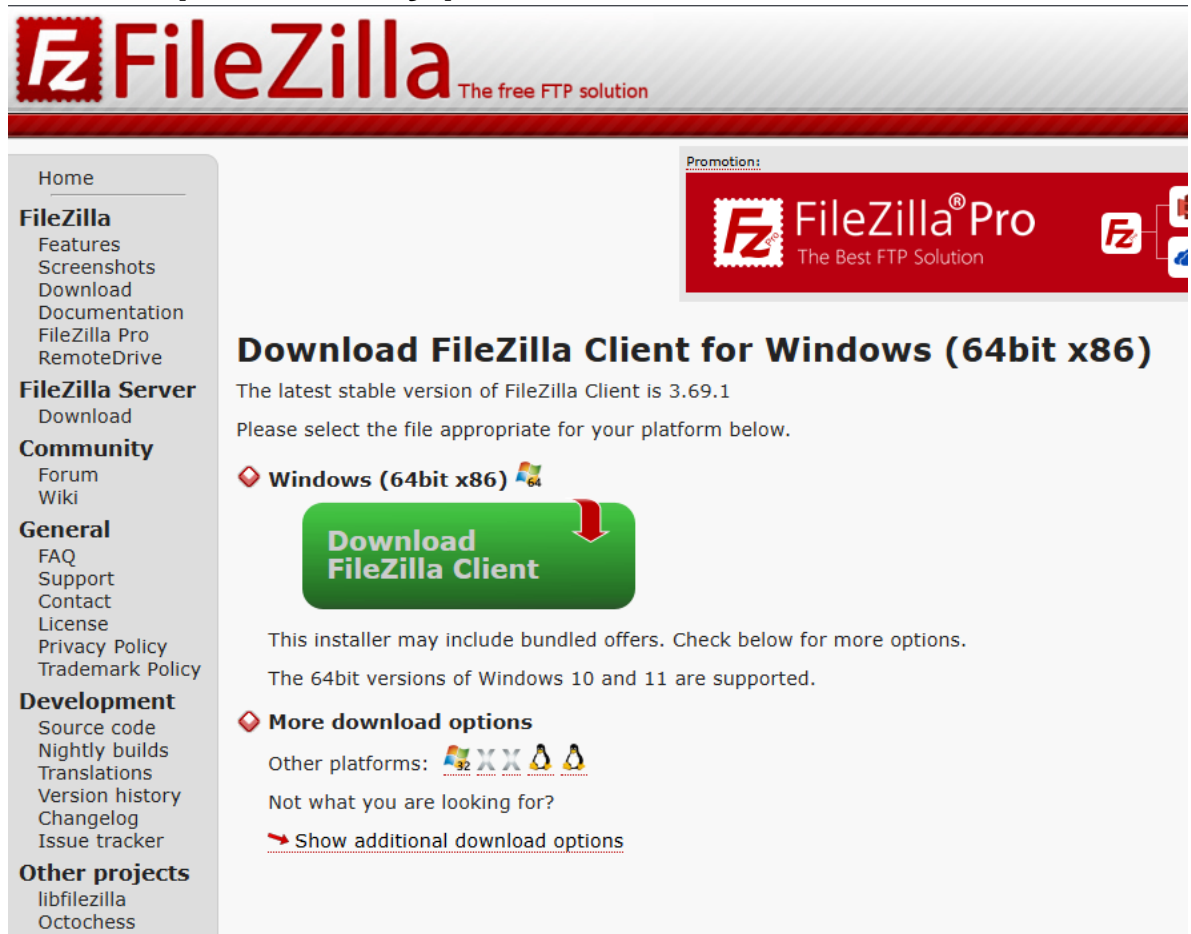 FileZilla The free FTP solution
Home
FileZilla
Features
Screenshots
Download
Documentation
FileZilla Pro
RemoteDrive
FileZilla Server
Download
Community
Forum
Wiki
General
FAQ
Support
Contact
License
Privacy Policy
Trademark Policy
Development
Source code
Nightly builds
Translations
Version history
Changelog
Issue tracker
Other projects
libfilezilla
Octochess
Promotion:
FileZilla® Pro
The Best FTP Solution
Download FileZilla Client for Windows (64bit x86)
The latest stable version of FileZilla Client is 3.69.1
Please select the file appropriate for your platform below.
Windows (64bit x86) 64
Download
FileZilla Client
This installer may include bundled offers. Check below for more options.
The 64bit versions of Windows 10 and 11 are supported.
More download options
Other platforms: 32
Not what you are looking for?
Show additional download options